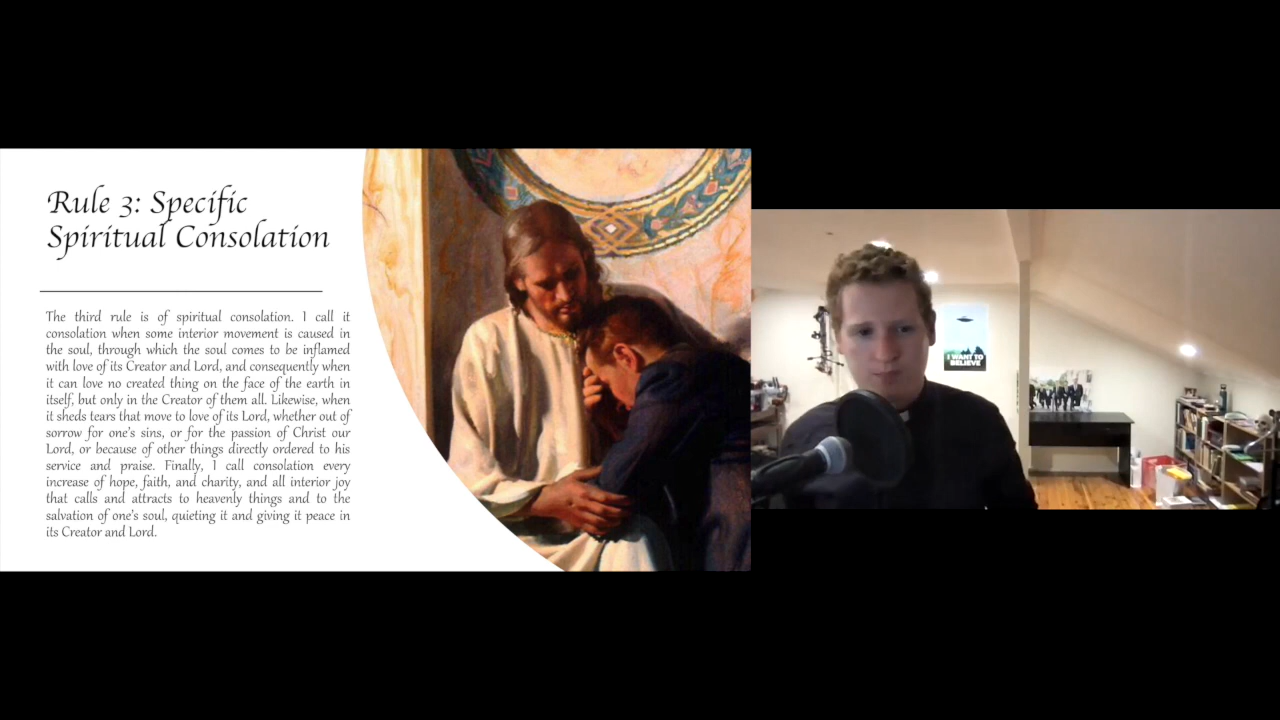 Rule 3: Specific
Spiritual Consolation
The third rule is of spiritual consolation. I call it
consolation when some interior movement is caused in
the soul, through which the soul comes to be inflamed
with love of its Creator and Lord, and consequently when
it can love no created thing on the face of the earth in
itself, but only in the Creator of them all. Likewise, when
it sheds tears that move to love of its Lord, whether out of
sorrow for one's sins, or for the passion of Christ our
Lord, or because of other things directly ordered to his
service and praise. Finally, I call consolation every
increase of hope, faith, and charity, and all interior joy
that calls and attracts to heavenly things and to the
salvation of one's soul, quieting it and giving it peace in
its Creator and Lord.
I WANT TO
BELIEVE